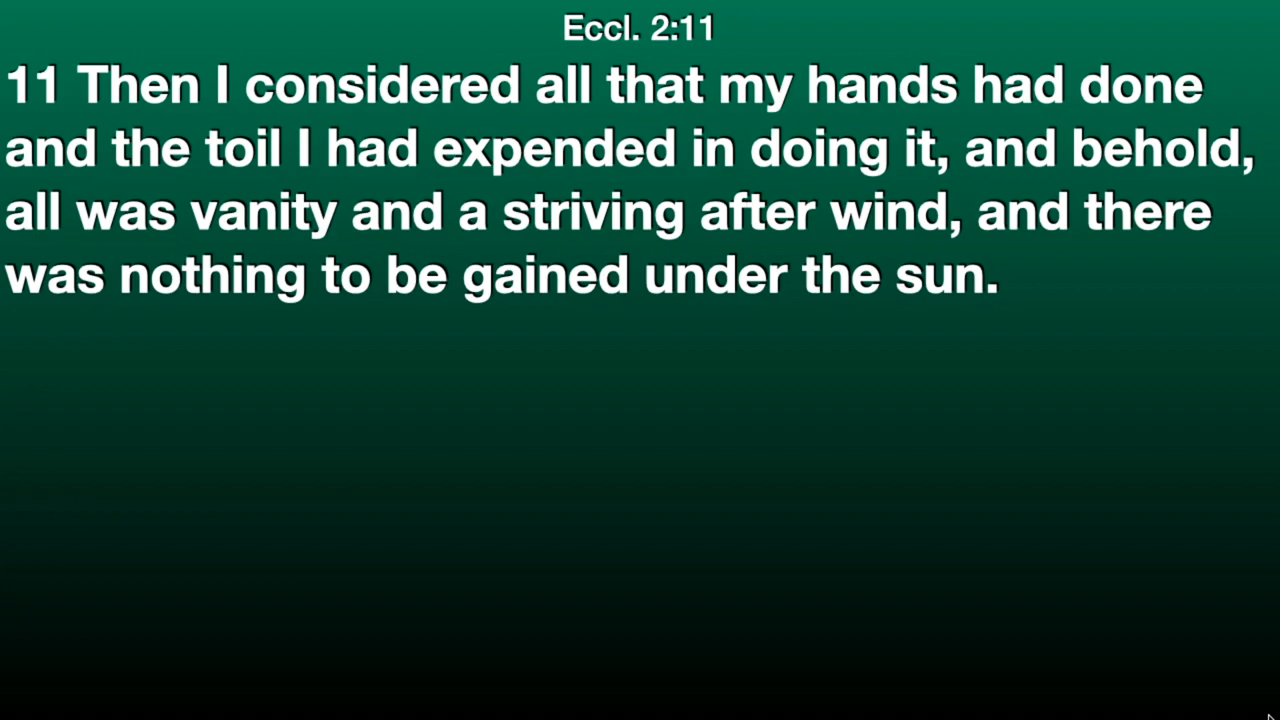 Eccl. 2:11
11 Then I considered all that my hands had done
and the toil I had expended in doing it, and behold,
all was vanity and a striving after wind, and there
was nothing to be gained under the sun.